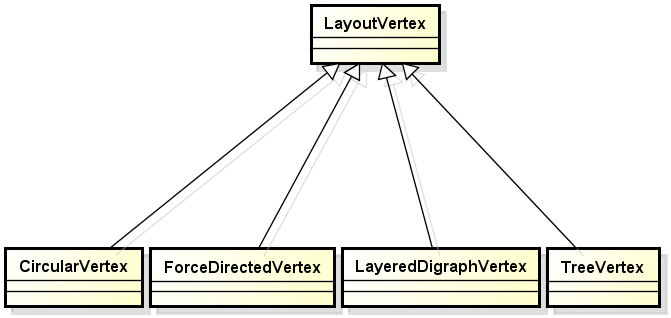 LayoutVertex
CircularVertex
ForceDirectedVertex
LayeredDigraphVertex
TreeVertex